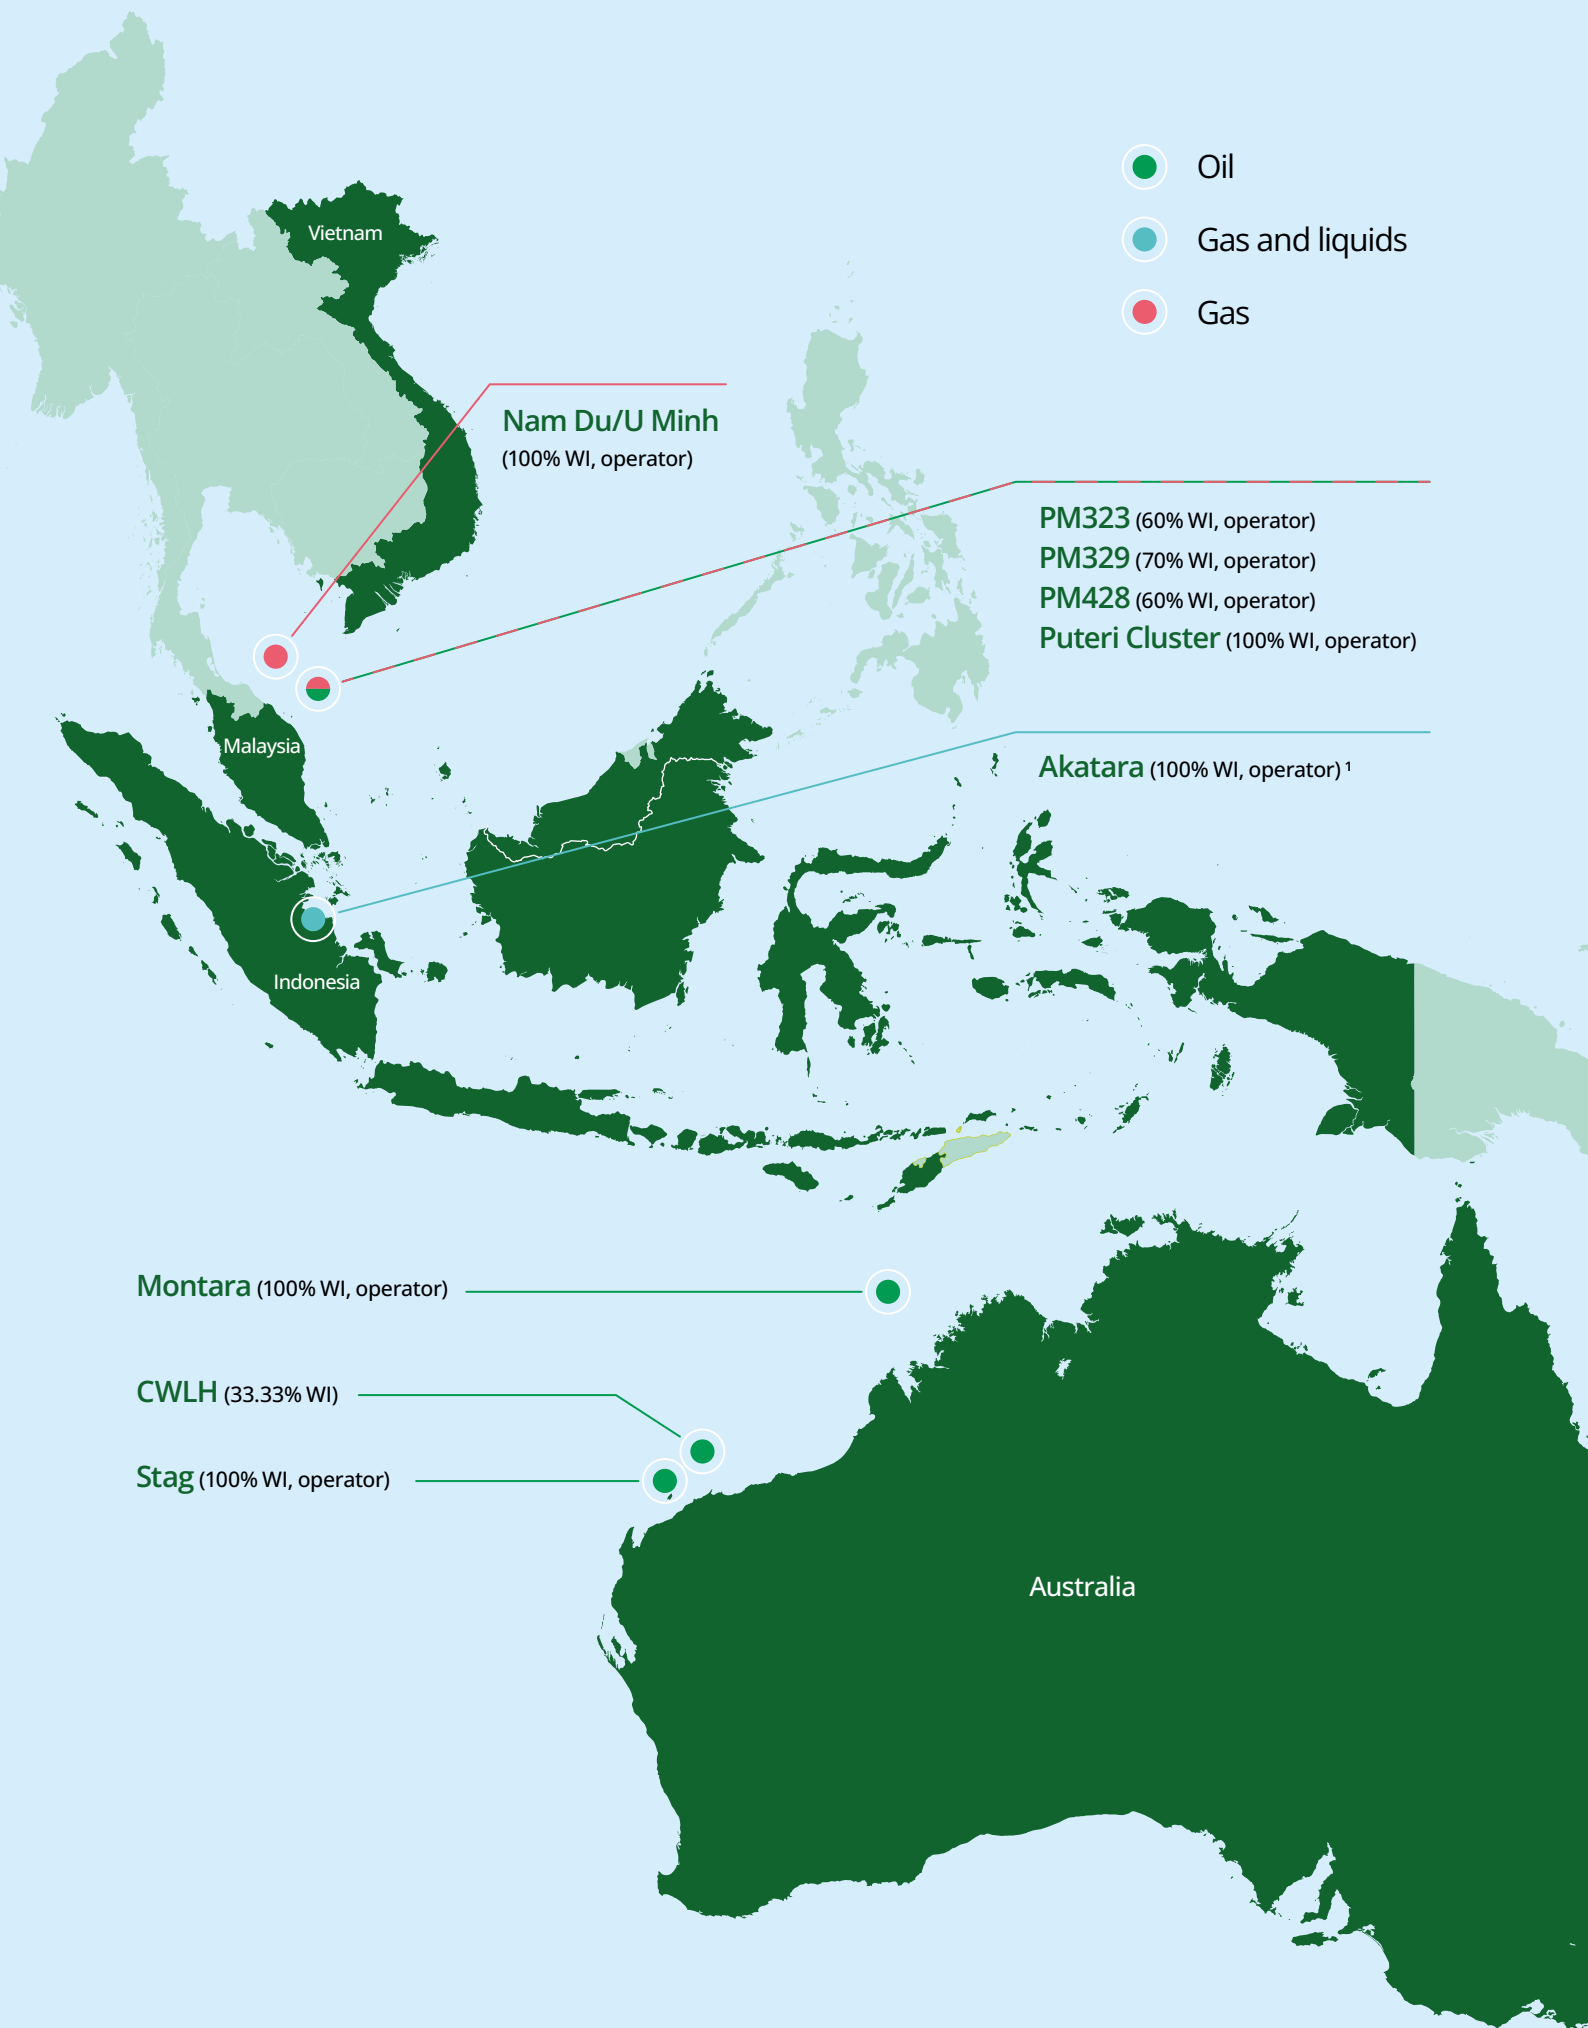 Oil
Gas and liquids
Gas
Vietnam
Nam Du/U Minh
(100% WI, operator)
PM323 (60% WI, operator)
PM329 (70% WI, operator)
PM428 (60% WI, operator)
Puteri Cluster (100% WI, operator)
Malaysia
Akatara (100% WI, operator) ¹
Indonesia
Montara (100% WI, operator)
CWLH (33.33% WI)
Stag (100% WI, operator)
Australia